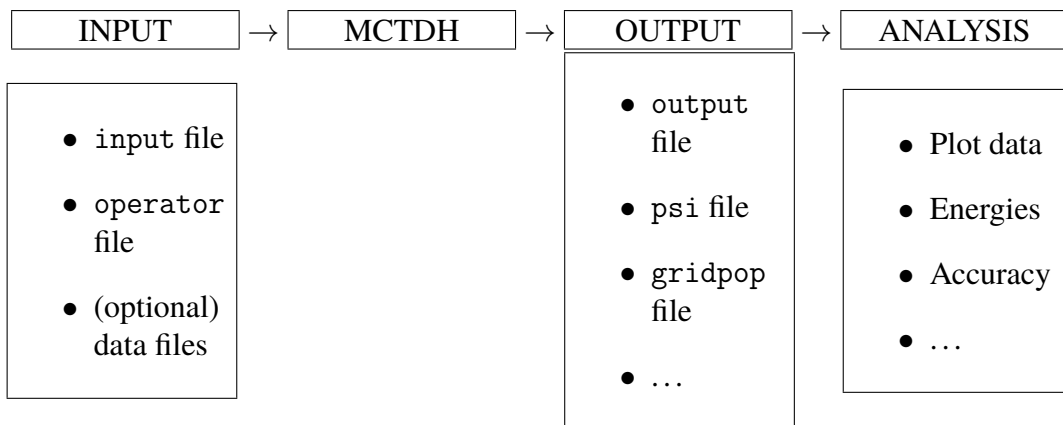 INPUT → MCTDH → OUTPUT → ANALYSIS
• input file
• operator
file
• (optional)
data files
• output
file
• psi file
• gridpop
file
• ...
• Plot data
• Energies
• Accuracy
• ...